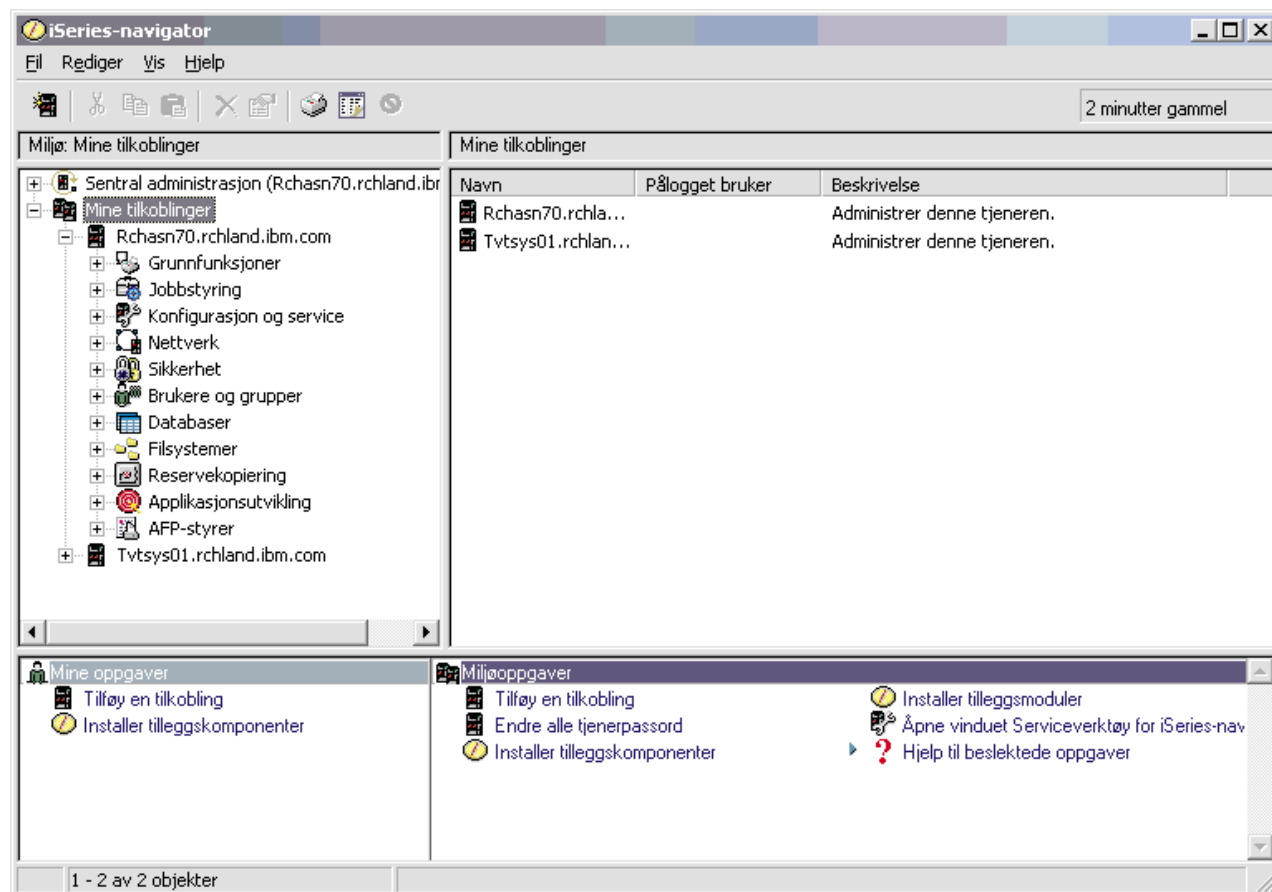 iSeries-navigator
Fil Rediger Vis Hjelp
2 minutter gammel
Miljø: Mine tilkoblinger
Mine tilkoblinger
Sentral administrasjon (Rchasn70.rchland.ibr
Mine tilkoblinger
Rchasn70.rchland.ibm.com
Grunnfunksjoner
Jobbstyring
Konfigurasjon og service
Nettverk
Sikkerhet
Brukere og grupper
Databaser
Filsystemer
Reservekopiering
Applikasjonsutvikling
AFP-styrer
Tvtsys01.rchland.ibm.com
Navn Pålogget bruker Beskrivelse
Rchasn70.rchla... Administrer denne tjeneren.
Tvtsys01.rchlan... Administrer denne tjeneren.
Mine oppgaver
Tilføy en tilkobling
Installer tilleggskomponenter
Miljøoppgaver
Tilføy en tilkobling
Endre alle tjenerpassord
Installer tilleggskomponenter
Installer tilleggsmoduler
Åpne vinduet Serviceverktøy for iSeries-nav
Hjelp til beslektede oppgaver
1 - 2 av 2 objekter